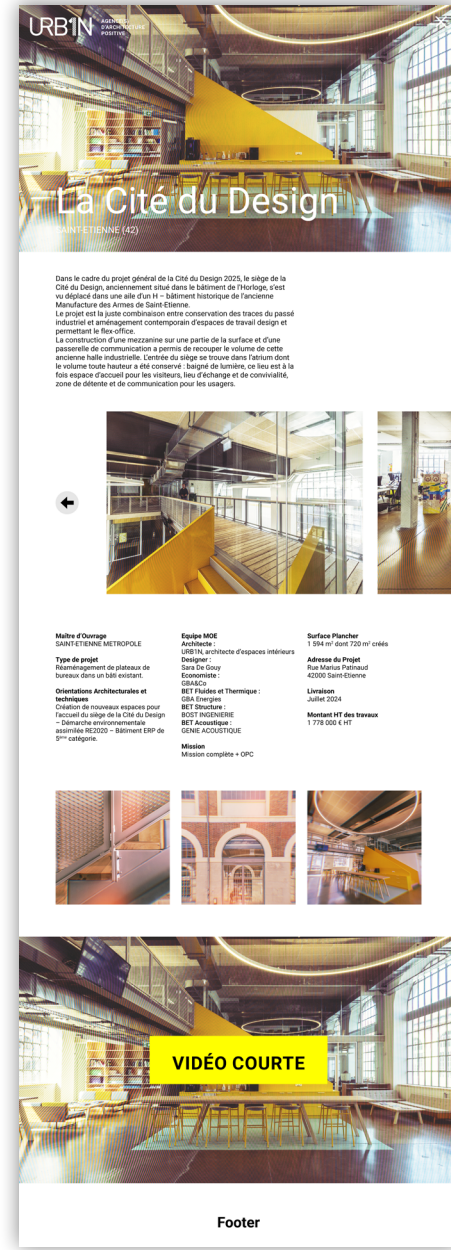 URB1N
AGENCE(S)
D'ARCHITECTURE
POSITIVE
La Cité du Design
SAINT-ETIENNE (42)
Dans le cadre du projet général de la Cité du Design 2025, le siège de la
Cité du Design, anciennement situé dans le bâtiment de l'Horloge, s'est
vu déplacé dans une aile d'un H – bâtiment historique de l'ancienne
Manufacture des Armes de Saint-Etienne.
Le projet est la juste combinaison entre conservation des traces du passé
industriel et aménagement contemporain d'espaces de travail design et
permettant le flex-office.
La construction d'une mezzanine sur une partie de la surface et d'une
passerelle de communication a permis de recouper le volume de cette
ancienne halle industrielle. L'entrée du siège se trouve dans l'atrium dont
le volume toute hauteur a été conservé : baigné de lumière, ce lieu est à la
fois espace d'accueil pour les visiteurs, lieu d'échange et de convivialité,
zone de détente et de communication pour les usagers.
Maître d'Ouvrage
SAINT-ETIENNE METROPOLE
Type de projet
Réaménagement de plateaux de
bureaux dans un bâti existant.
Orientations Architecturales et
techniques
Création de nouveaux espaces pour
l'accueil du siège de la Cité du Design
– Démarche environnementale
assimilée RE2020 – Bâtiment ERP de
5ème catégorie.
Equipe MOE
Architecte :
URB1N, architecte d'espaces intérieurs
Designer :
Sara De Gouy
Economiste :
GBA&Co
BET Fluides et Thermique :
GBA Energies
BET Structure :
BOST INGENIERIE
BET Acoustique :
GENIE ACOUSTIQUE
Mission
Mission complète + OPC
Surface Plancher
1 594 m² dont 720 m² créés
Adresse du Projet
Rue Marius Patinaud
42000 Saint-Etienne
Livraison
Juillet 2024
Montant HT des travaux
1 778 000 € HT
VIDÉO COURTE
Footer